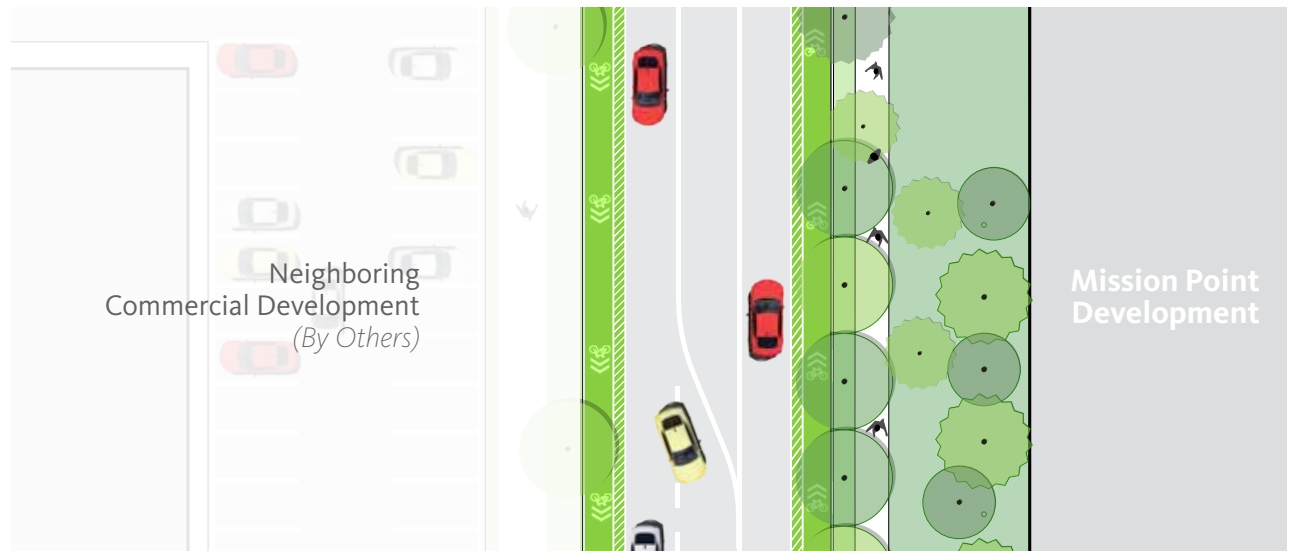 Neighboring
Commercial Development
(By Others)
Mission Point
Development